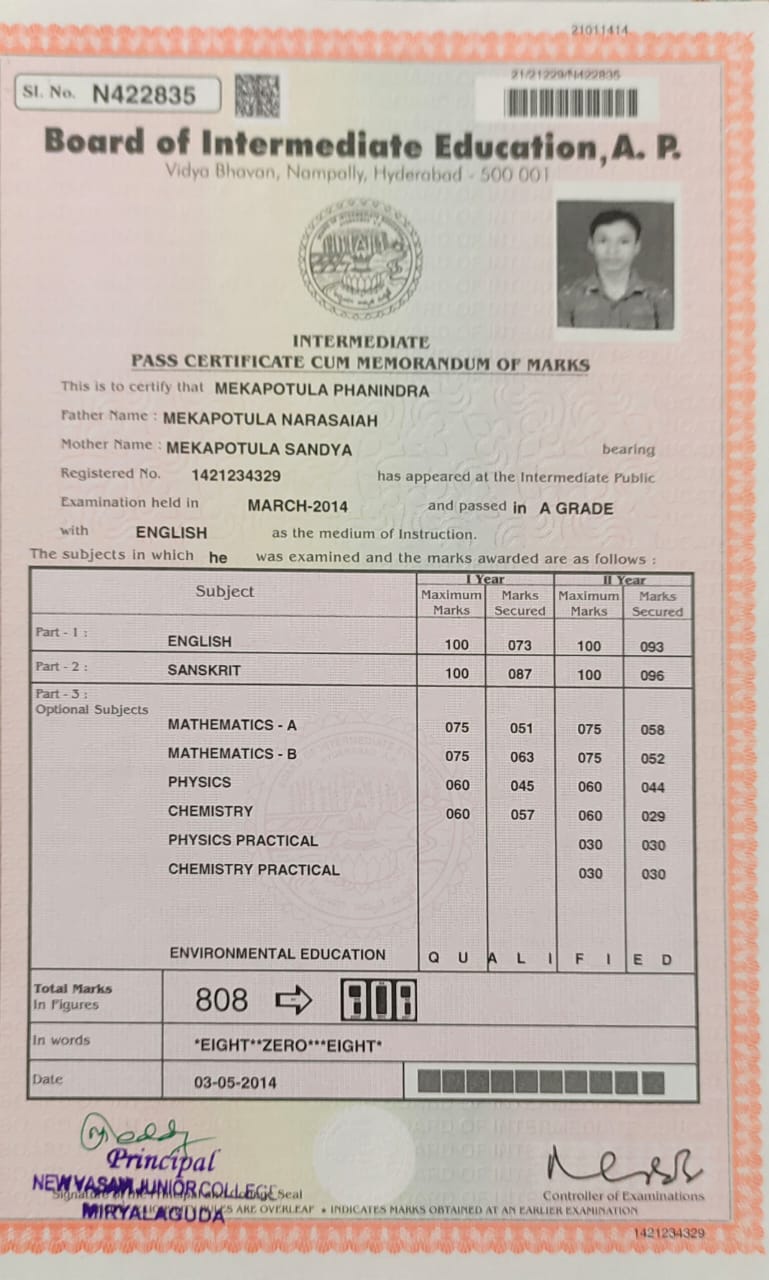 21011414
Sl. No. N422835
21/21229/N422835
Board of Intermediate Education, A. P.
Vidya Bhavan, Nampally, Hyderabad - 500 001
INTERMEDIATE
PASS CERTIFICATE CUM MEMORANDUM OF MARKS
This is to certify that MEKAPOTULA PHANINDRA
Father Name : MEKAPOTULA NARASAIAH
Mother Name : MEKAPOTULA SANDYA bearing
Registered No. 1421234329 has appeared at the Intermediate Public
Examination held in MARCH-2014 and passed in A GRADE
with ENGLISH as the medium of Instruction.
The subjects in which he was examined and the marks awarded are as follows :
Subject I Year II Year
Maximum Marks Marks Secured Maximum Marks Marks Secured
Part - 1 : ENGLISH 100 073 100 093
Part - 2 : SANSKRIT 100 087 100 096
Part - 3 :
Optional Subjects
MATHEMATICS - A 075 051 075 058
MATHEMATICS - B 075 063 075 052
PHYSICS 060 045 060 044
CHEMISTRY 060 057 060 029
PHYSICS PRACTICAL 030 030
CHEMISTRY PRACTICAL 030 030
ENVIRONMENTAL EDUCATION Q U A L I F I E D
Total Marks
In Figures 808 808
In words *EIGHT**ZERO***EIGHT*
Date 03-05-2014
Principal
NEW VASAVI JUNIOR COLLEGE
Signature of the Principal and College Seal
Controller of Examinations
MIRYALAGUDA
ARE OVERLEAF * INDICATES MARKS OBTAINED AT AN EARLIER EXAMINATION
1421234329